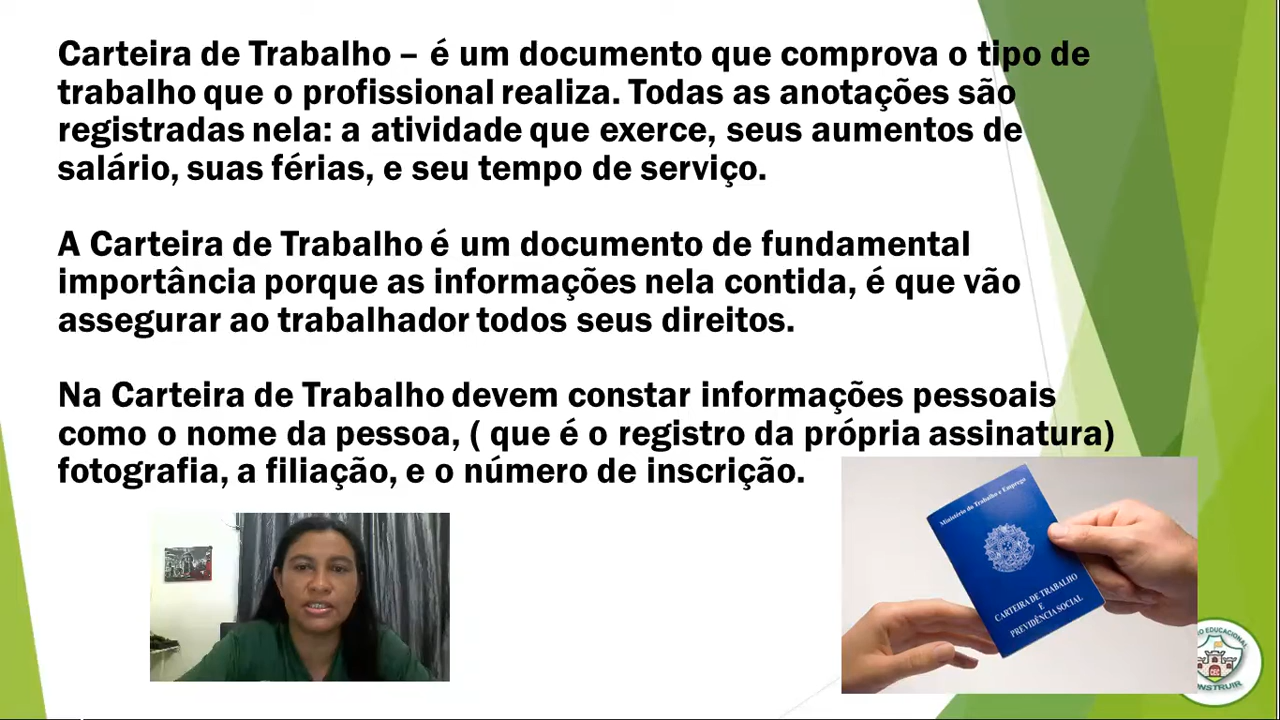 Carteira de Trabalho – é um documento que comprova o tipo de
trabalho que o profissional realiza. Todas as anotações são
registradas nela: a atividade que exerce, seus aumentos de
salário, suas férias, e seu tempo de serviço.
A Carteira de Trabalho é um documento de fundamental
importância porque as informações nela contida, é que vão
assegurar ao trabalhador todos seus direitos.
Na Carteira de Trabalho devem constar informações pessoais
como o nome da pessoa, ( que é o registro da própria assinatura)
fotografia, a filiação, e o número de inscrição.
Ministério do Trabalho e Emprego
CARTEIRA DE TRABALHO
E
PREVIDÊNCIA SOCIAL
EDUCACIONAL